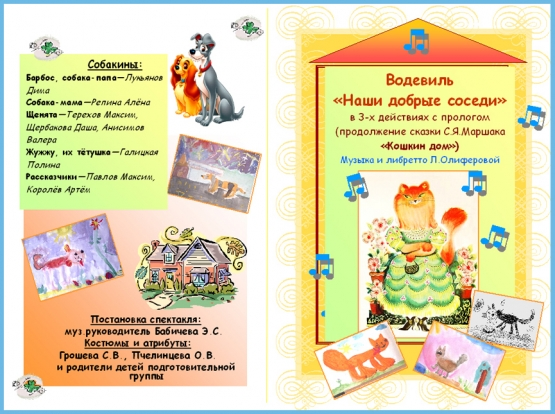 Собакины:
Барбос, собака-папа—Лукьянов
Дима
Собака-мама—Репина Алёна
Щенята—Терехов Максим,
Щербакова Даша, Анисимов
Валера
Жужжу, их тётушка—Галицкая
Полина
Рассказчики—Павлов Максим,
Королёв Артём
Постановка спектакля:
муз.руководитель Бабичева Э.С.
Костюмы и атрибуты:
Грошева С.В., Пчелинцева О.В.
и родители детей подготовительной
группы
Водевиль
«Наши добрые соседи»
в 3-х действиях с прологом
(продолжение сказки С.Я.Маршака
«Кошкин дом»)
Музыка и либретто Л.Олиферовой